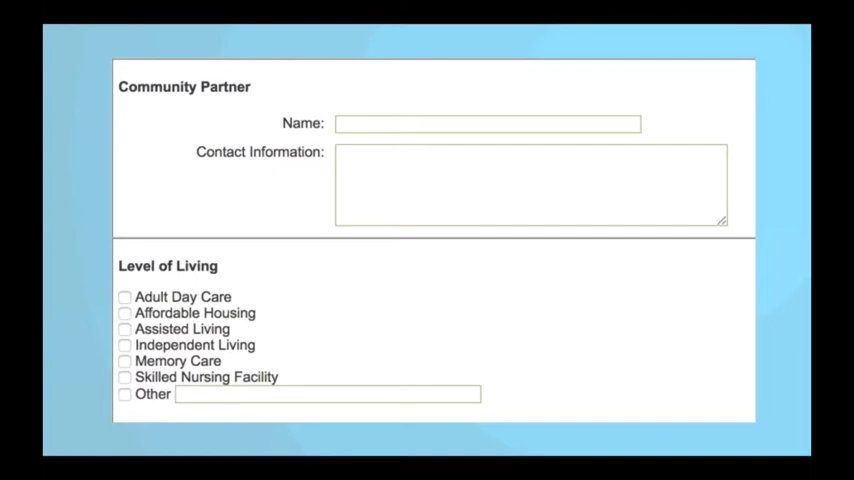 Community Partner
Name:
Contact Information:
Level of Living
Adult Day Care
Affordable Housing
Assisted Living
Independent Living
Memory Care
Skilled Nursing Facility
Other